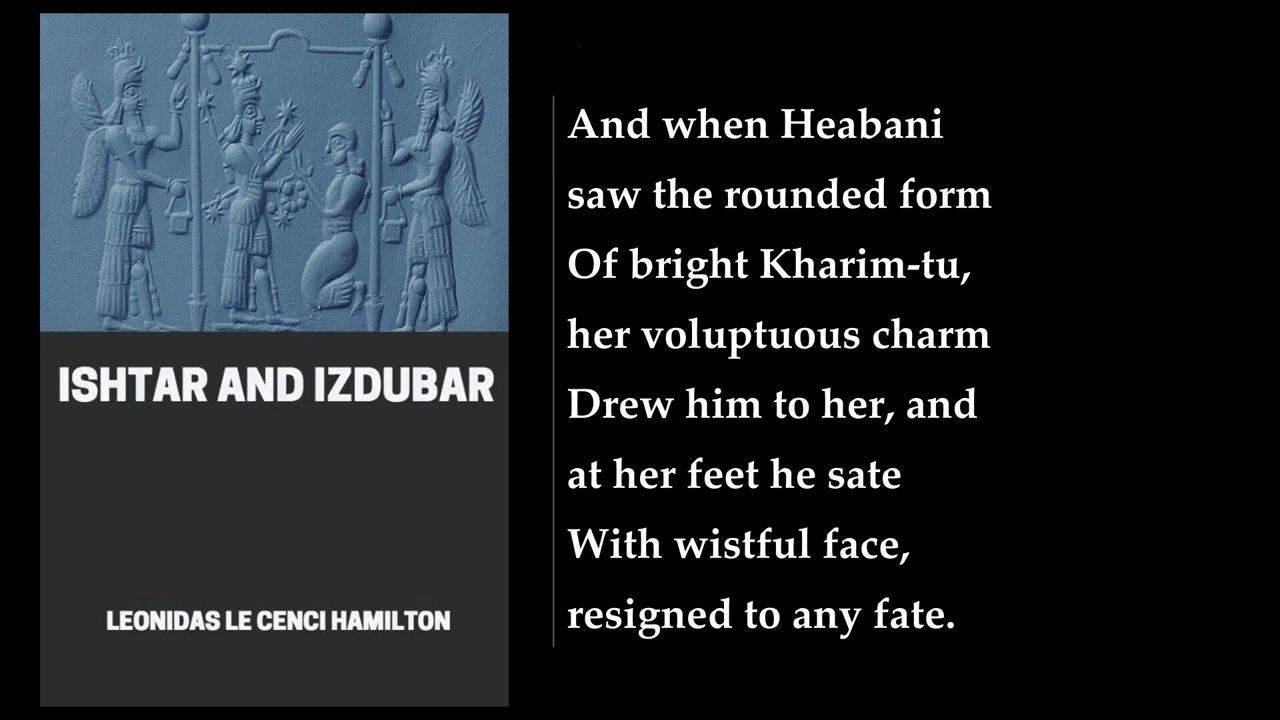 ISHTAR AND IZDUBAR
LEONIDAS LE CENCI HAMILTON
And when Heabani
saw the rounded form
Of bright Kharim-tu,
her voluptuous charm
Drew him to her, and
at her feet he sate
With wistful face,
resigned to any fate.